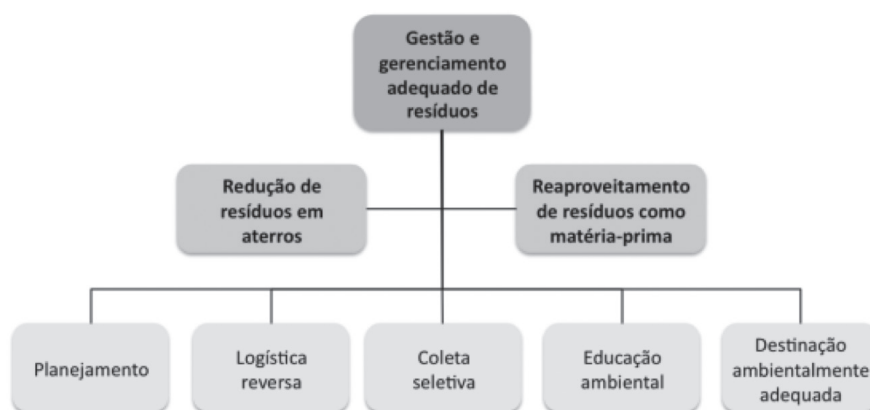 Gestão e
gerenciamento
adequado de
resíduos
Redução de
resíduos em
aterros
Reaproveitamento
de resíduos como
matéria-prima
Planejamento
Logística
reversa
Coleta
seletiva
Educação
ambiental
Destinação
ambientalmente
adequada